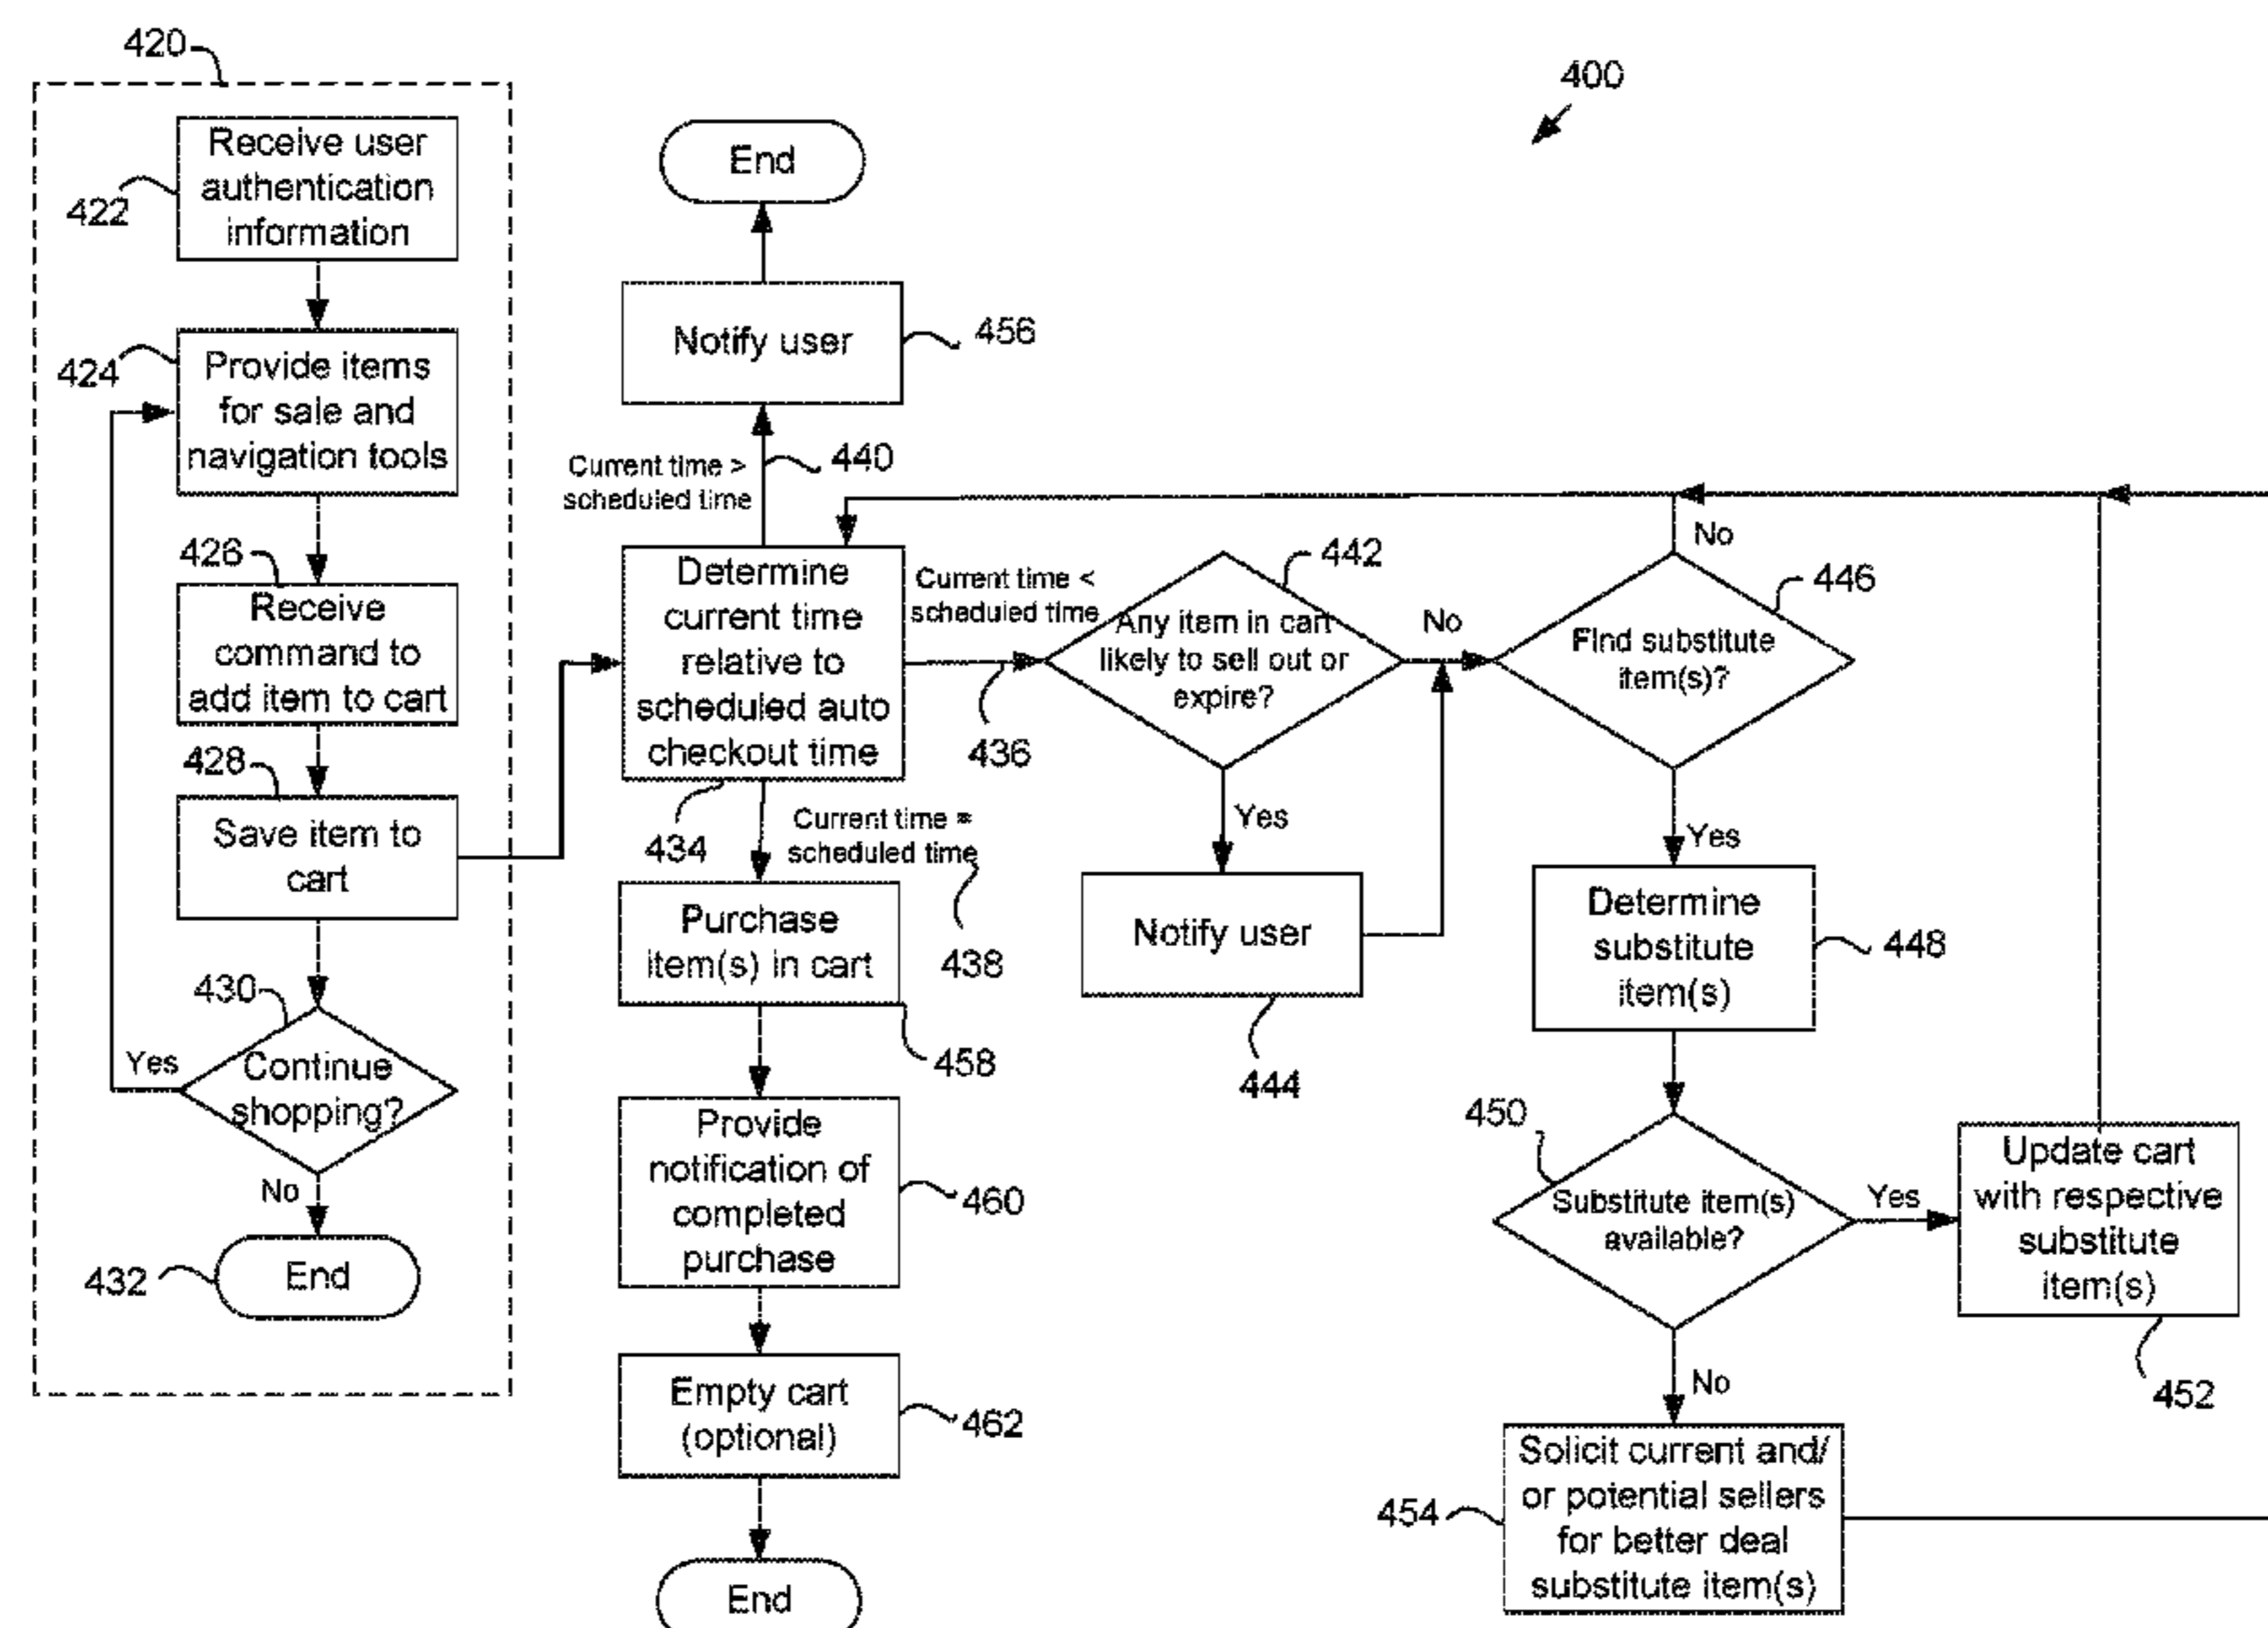 420
400
Receive user
authentication
information
422
End
Notify user
456
Provide items
for sale and
navigation tools
424
Current time >
scheduled time
440
426
Receive
command to
add item to cart
Determine
current time
relative to
scheduled auto
checkout time
434
Current time <
scheduled time
436
442
Any item in cart
likely to sell out or
expire?
No
446
Find substitute
item(s)?
No
428
Save item to
cart
Current time =
scheduled time
438
Yes
Yes
Purchase
item(s) in cart
458
Notify user
444
Determine
substitute
item(s)
448
430
Continue
shopping?
Yes
No
432
End
Provide
notification of
completed
purchase
460
450
Substitute item(s)
available?
Yes
Update cart
with respective
substitute
item(s)
452
Empty cart
(optional)
462
No
Solicit current and/
or potential sellers
for better deal
substitute item(s)
454
End